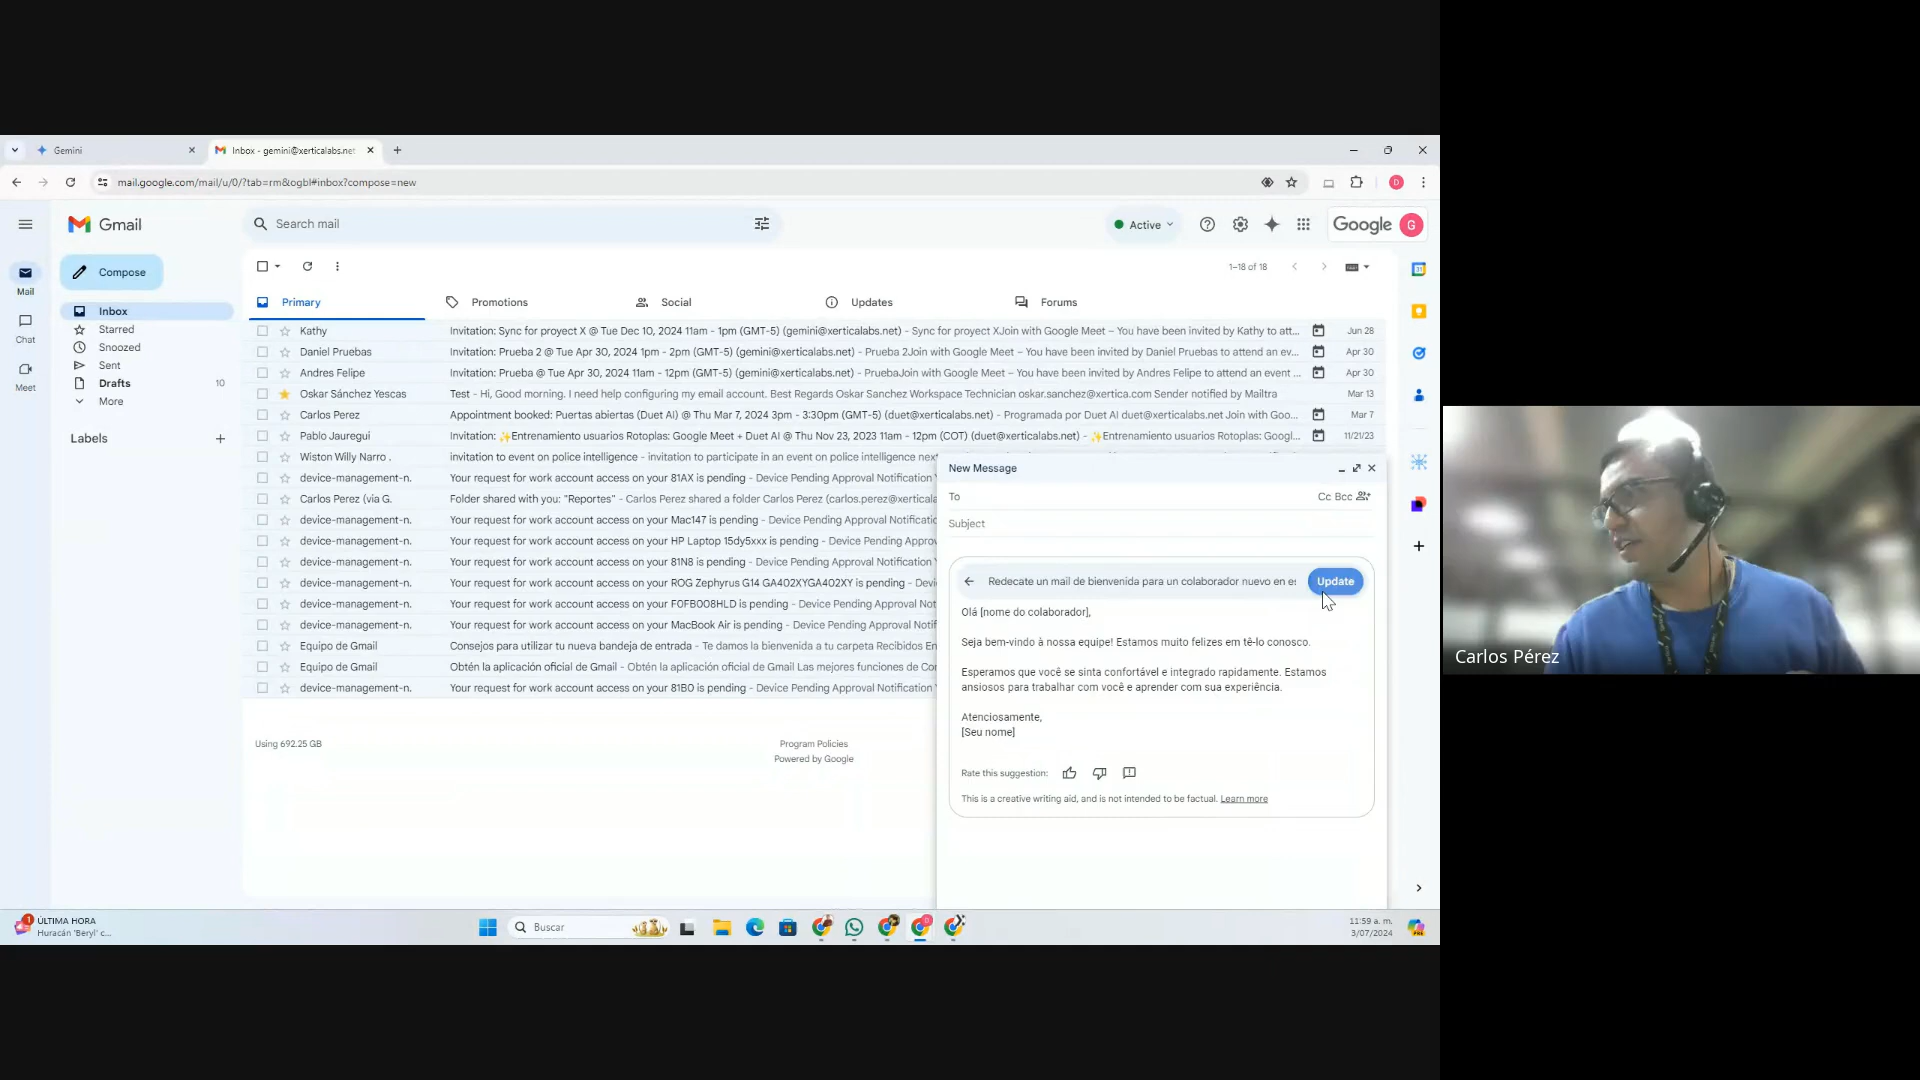 Gemini
Inbox - gemini@xerticalabs.net
mail.google.com/mail/u/0/?tab=rm&ogbl#inbox?compose=new
D
Gmail
Search mail
Active
Google
G
Mail
Chat
Meet
Compose
Inbox
Starred
Snoozed
Sent
Drafts 10
More
Labels
1–18 of 18
Primary
Promotions
Social
Updates
Forums
Kathy Invitation: Sync for proyect X @ Tue Dec 10, 2024 11am - 1pm (GMT-5) (gemini@xerticalabs.net) - Sync for proyect XJoin with Google Meet – You have been invited by Kathy to att... Jun 28
Daniel Pruebas Invitation: Prueba 2 @ Tue Apr 30, 2024 1pm - 2pm (GMT-5) (gemini@xerticalabs.net) - Prueba 2Join with Google Meet – You have been invited by Daniel Pruebas to attend an ev... Apr 30
Andres Felipe Invitation: Prueba @ Tue Apr 30, 2024 11am - 12pm (GMT-5) (gemini@xerticalabs.net) - PruebaJoin with Google Meet – You have been invited by Andres Felipe to attend an event ... Apr 30
Oskar Sánchez Yescas Test - Hi, Good morning. I need help configuring my email account. Best Regards Oskar Sanchez Workspace Technician oskar.sanchez@xertica.com Sender notified by Mailtra Mar 13
Carlos Perez Appointment booked: Puertas abiertas (Duet AI) @ Thu Mar 7, 2024 3pm - 3:30pm (GMT-5) (duet@xerticalabs.net) - Programada por Duet AI duet@xerticalabs.net Join with Goo... Mar 7
Pablo Jauregui Invitation: ✨Entrenamiento usuarios Rotoplas: Google Meet + Duet AI @ Thu Nov 23, 2023 11am - 12pm (COT) (duet@xerticalabs.net) - ✨Entrenamiento usuarios Rotoplas: Googl... 11/21/23
Wiston Willy Narro . invitation to event on police intelligence - invitation to participate in an event on police intelligence nex
device-management-n. Your request for work account access on your 81AX is pending - Device Pending Approval Notification
Carlos Perez (via G. Folder shared with you: "Reportes" - Carlos Perez shared a folder Carlos Perez (carlos.perez@xertical
device-management-n. Your request for work account access on your Mac147 is pending - Device Pending Approval Notificatio
device-management-n. Your request for work account access on your HP Laptop 15dy5xxx is pending - Device Pending Approv
device-management-n. Your request for work account access on your 81N8 is pending - Device Pending Approval Notification
device-management-n. Your request for work account access on your ROG Zephyrus G14 GA402XYGA402XY is pending - Device
device-management-n. Your request for work account access on your F0FB008HLD is pending - Device Pending Approval Notif
device-management-n. Your request for work account access on your MacBook Air is pending - Device Pending Approval Notif
Equipo de Gmail Consejos para utilizar tu nueva bandeja de entrada - Te damos la bienvenida a tu carpeta Recibidos En
Equipo de Gmail Obtén la aplicación oficial de Gmail - Obtén la aplicación oficial de Gmail Las mejores funciones de Con
device-management-n. Your request for work account access on your 81B0 is pending - Device Pending Approval Notification
Using 692.25 GB
Program Policies
Powered by Google
New Message
To Cc Bcc
Subject
Redecate un mail de bienvenida para un colaborador nuevo en es
Update
Olá [nome do colaborador],
Seja bem-vindo à nossa equipe! Estamos muito felizes em tê-lo conosco.
Esperamos que você se sinta confortável e integrado rapidamente. Estamos
ansiosos para trabalhar com você e aprender com sua experiência.
Atenciosamente,
[Seu nome]
Rate this suggestion:
This is a creative writing aid, and is not intended to be factual. Learn more
Carlos Pérez
1
ÚLTIMA HORA
Huracán 'Beryl' c...
Buscar
11:59 a. m.
3/07/2024